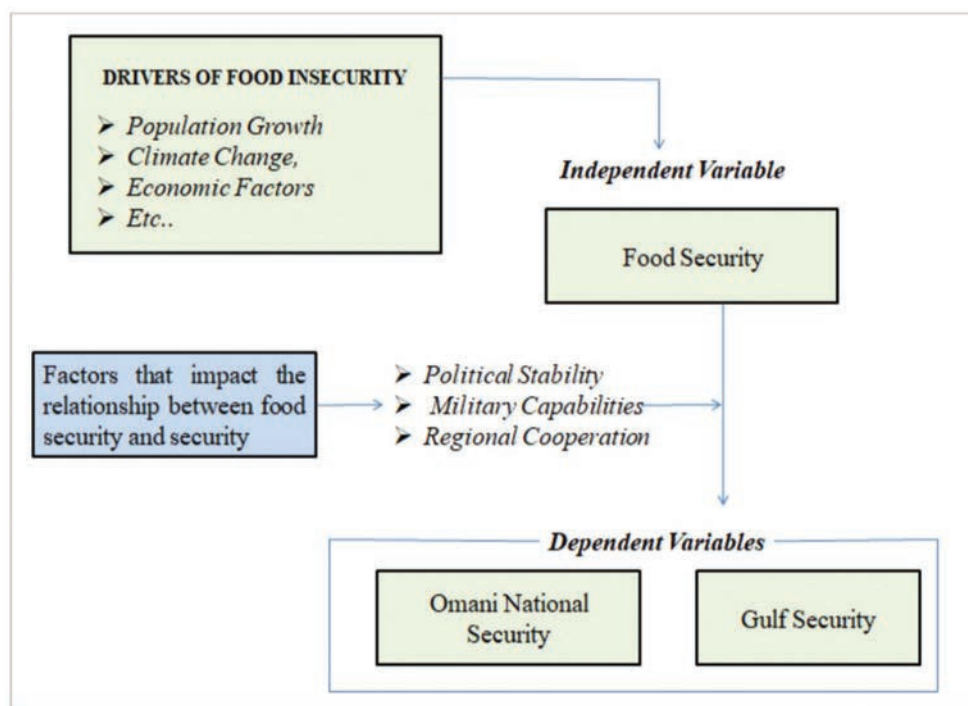 DRIVERS OF FOOD INSECURITY
➤ Population Growth
➤ Climate Change,
➤ Economic Factors
➤ Etc..
Independent Variable
Food Security
Factors that impact the
relationship between food
security and security
➤ Political Stability
➤ Military Capabilities
➤ Regional Cooperation
Dependent Variables
Omani National
Security
Gulf Security